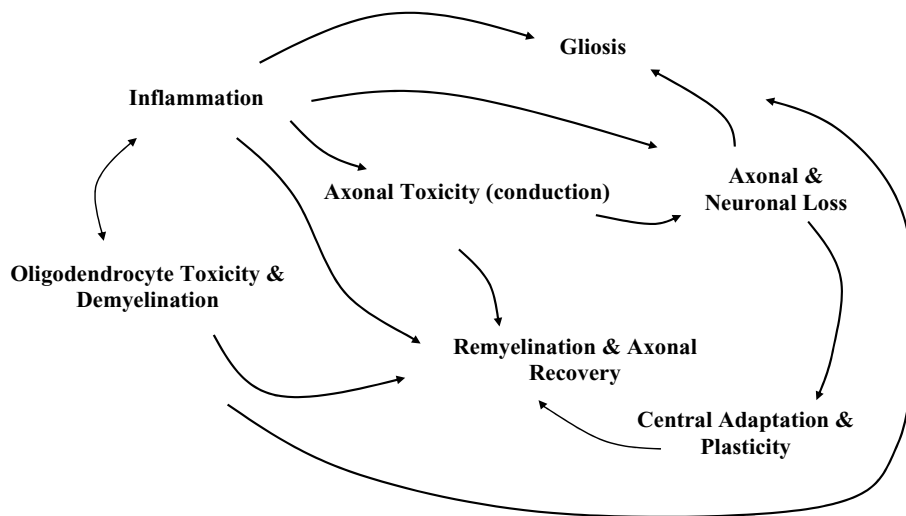 Gliosis
Inflammation
Axonal Toxicity (conduction)
Axonal &
Neuronal Loss
Oligodendrocyte Toxicity &
Demyelination
Remyelination & Axonal
Recovery
Central Adaptation &
Plasticity